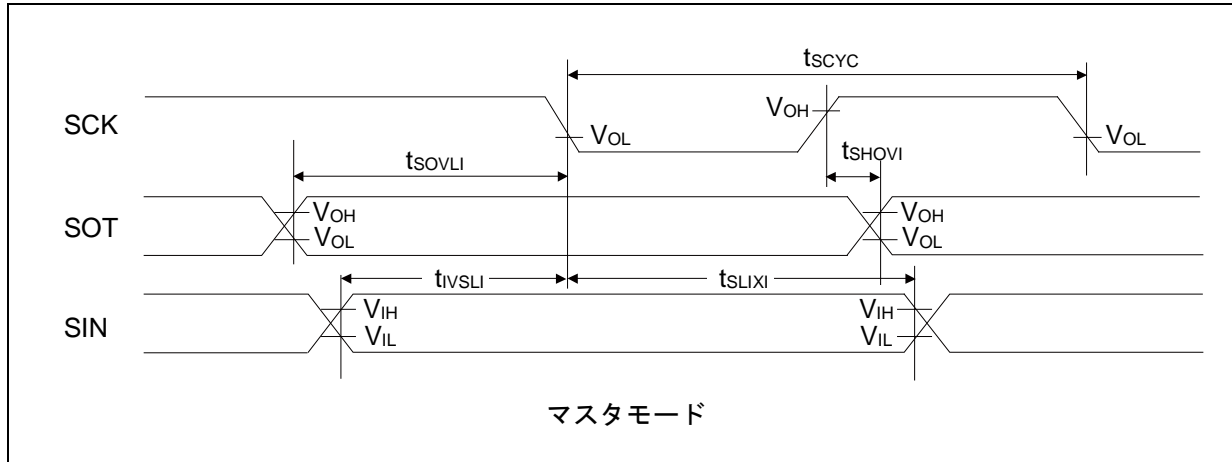 tSCYC
SCK
VOH
VOL
VOL
tSHOVI
tSOVLI
SOT
VOH
VOL
VOH
VOL
tIVSLI
tSLIXI
SIN
VIH
VIL
VIH
VIL
マスタモード